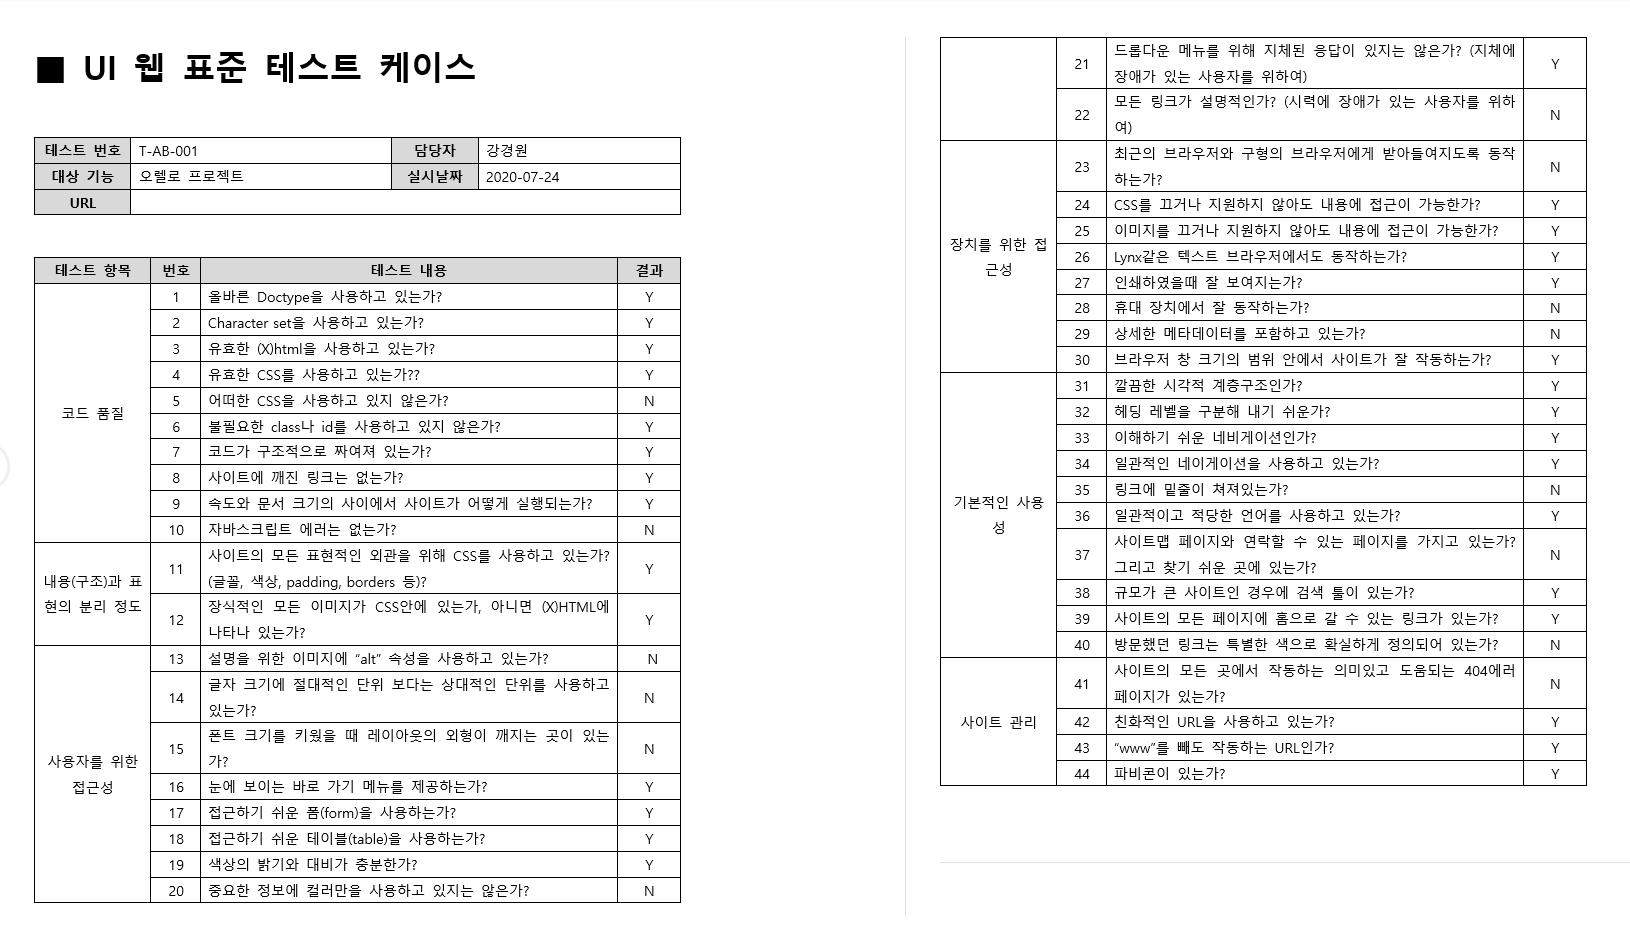 ■ UI 웹 표준 테스트 케이스
테스트 번호 T-AB-001 담당자 강경원
대상 기능 오렐로 프로젝트 실시날짜 2020-07-24
URL
테스트 항목 번호 테스트 내용 결과
코드 품질
1 올바른 Doctype을 사용하고 있는가? Y
2 Character set을 사용하고 있는가? Y
3 유효한 (X)html을 사용하고 있는가? Y
4 유효한 CSS를 사용하고 있는가?? Y
5 어떠한 CSS을 사용하고 있지 않은가? N
6 불필요한 class나 id를 사용하고 있지 않은가? Y
7 코드가 구조적으로 짜여져 있는가? Y
8 사이트에 깨진 링크는 없는가? Y
9 속도와 문서 크기의 사이에서 사이트가 어떻게 실행되는가? Y
10 자바스크립트 에러는 없는가? N
내용(구조)과 표
현의 분리 정도
11 사이트의 모든 표현적인 외관을 위해 CSS를 사용하고 있는가?
(글꼴, 색상, padding, borders 등)? Y
12 장식적인 모든 이미지가 CSS안에 있는가, 아니면 (X)HTML에
나타나 있는가? Y
사용자를 위한
접근성
13 설명을 위한 이미지에 “alt” 속성을 사용하고 있는가? N
14 글자 크기에 절대적인 단위 보다는 상대적인 단위를 사용하고
있는가? N
15 폰트 크기를 키웠을 때 레이아웃의 외형이 깨지는 곳이 있는
가? N
16 눈에 보이는 바로 가기 메뉴를 제공하는가? Y
17 접근하기 쉬운 폼(form)을 사용하는가? Y
18 접근하기 쉬운 테이블(table)을 사용하는가? Y
19 색상의 밝기와 대비가 충분한가? Y
20 중요한 정보에 컬러만을 사용하고 있지는 않은가? N
21 드롭다운 메뉴를 위해 지체된 응답이 있지는 않은가? (지체에
장애가 있는 사용자를 위하여) Y
22 모든 링크가 설명적인가? (시력에 장애가 있는 사용자를 위하
여) N
장치를 위한 접
근성
23 최근의 브라우저와 구형의 브라우저에게 받아들여지도록 동작
하는가? N
24 CSS를 끄거나 지원하지 않아도 내용에 접근이 가능한가? Y
25 이미지를 끄거나 지원하지 않아도 내용에 접근이 가능한가? Y
26 Lynx같은 텍스트 브라우저에서도 동작하는가? Y
27 인쇄하였을때 잘 보여지는가? Y
28 휴대 장치에서 잘 동작하는가? N
29 상세한 메타데이터를 포함하고 있는가? N
30 브라우저 창 크기의 범위 안에서 사이트가 잘 작동하는가? Y
기본적인 사용
성
31 깔끔한 시각적 계층구조인가? Y
32 헤딩 레벨을 구분해 내기 쉬운가? Y
33 이해하기 쉬운 네비게이션인가? Y
34 일관적인 네이게이션을 사용하고 있는가? Y
35 링크에 밑줄이 쳐져있는가? N
36 일관적이고 적당한 언어를 사용하고 있는가? Y
37 사이트맵 페이지와 연락할 수 있는 페이지를 가지고 있는가?
그리고 찾기 쉬운 곳에 있는가? N
38 규모가 큰 사이트인 경우에 검색 툴이 있는가? Y
39 사이트의 모든 페이지에 홈으로 갈 수 있는 링크가 있는가? Y
40 방문했던 링크는 특별한 색으로 확실하게 정의되어 있는가? N
사이트 관리
41 사이트의 모든 곳에서 작동하는 의미있고 도움되는 404에러
페이지가 있는가? N
42 친화적인 URL을 사용하고 있는가? Y
43 “www”를 빼도 작동하는 URL인가? Y
44 파비콘이 있는가? Y